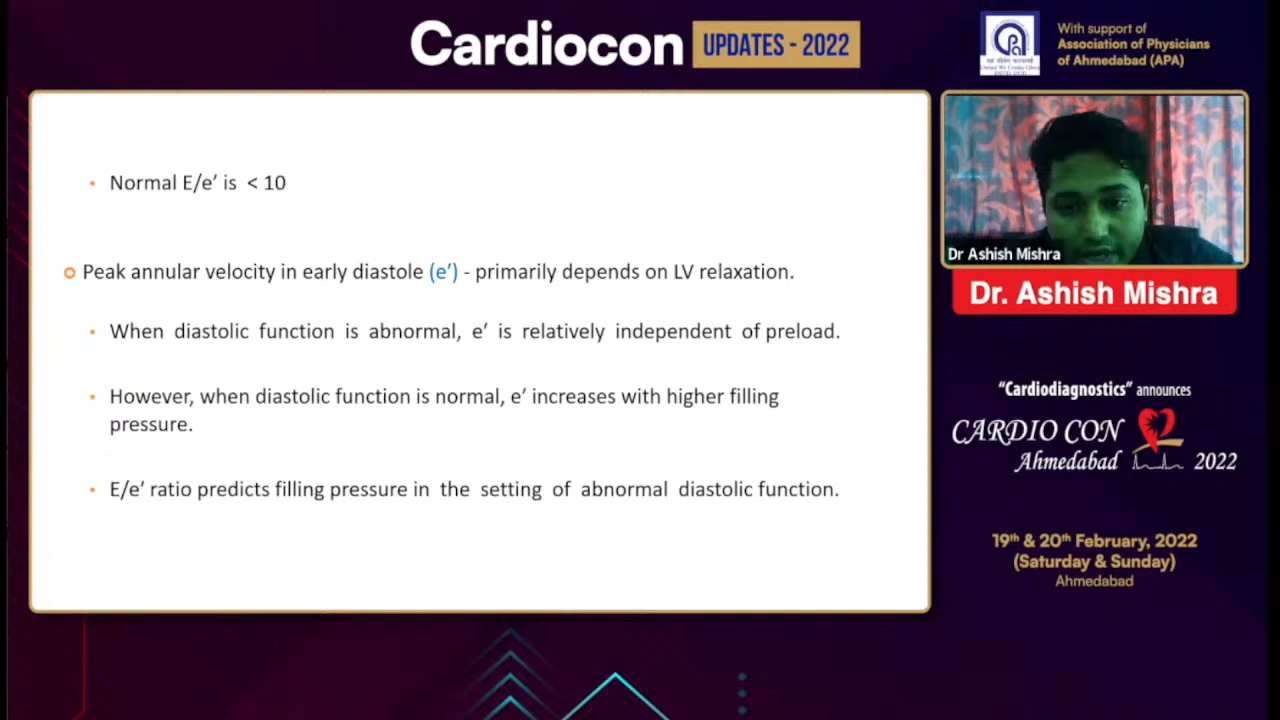 Cardiocon UPDATES - 2022
With support of
Association of Physicians
of Ahmedabad (APA)
• Normal E/e’ is < 10
Peak annular velocity in early diastole (e’) - primarily depends on LV relaxation.
• When diastolic function is abnormal, e’ is relatively independent of preload.
• However, when diastolic function is normal, e’ increases with higher filling
pressure.
• E/e’ ratio predicts filling pressure in the setting of abnormal diastolic function.
Dr Ashish Mishra
Dr. Ashish Mishra
“Cardiodiagnostics” announces
CARDIO CON
Ahmedabad 2022
19th & 20th February, 2022
(Saturday & Sunday)
Ahmedabad